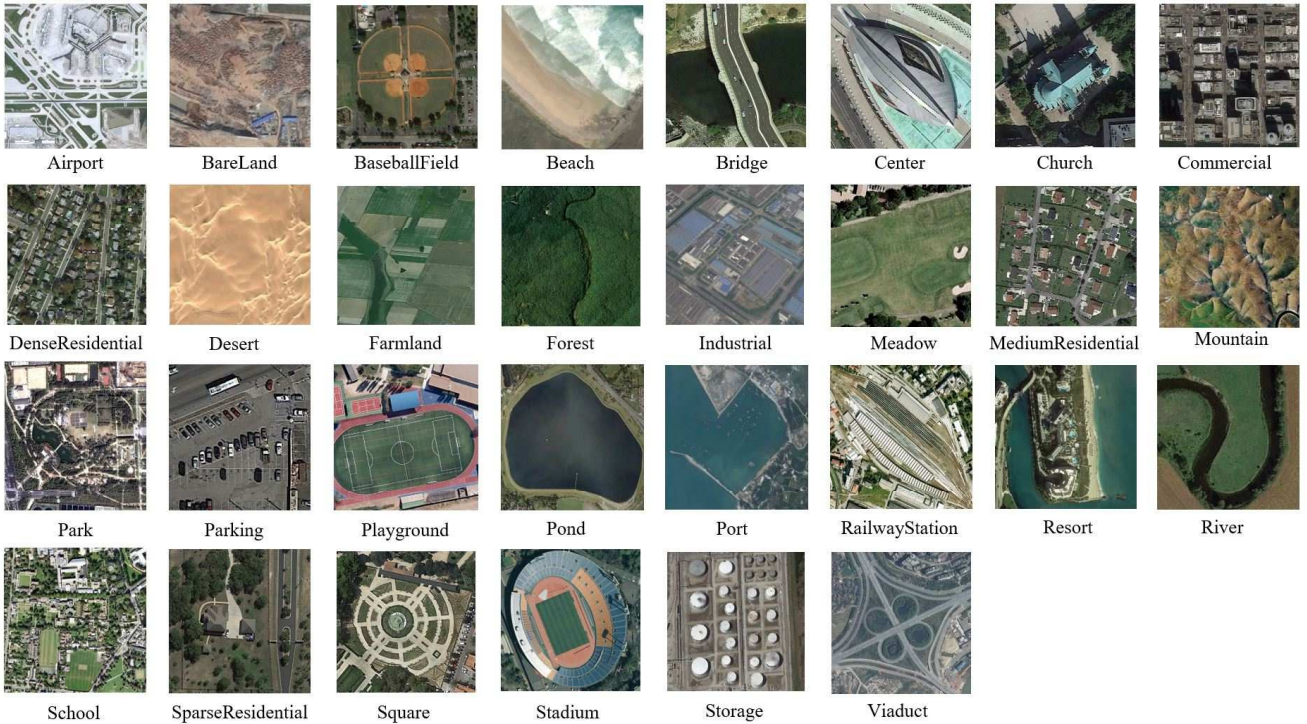 Airport BareLand BaseballField Beach Bridge Center Church Commercial
DenseResidential Desert Farmland Forest Industrial Meadow MediumResidential Mountain
Park Parking Playground Pond Port RailwayStation Resort River
School SparseResidential Square Stadium Storage Viaduct